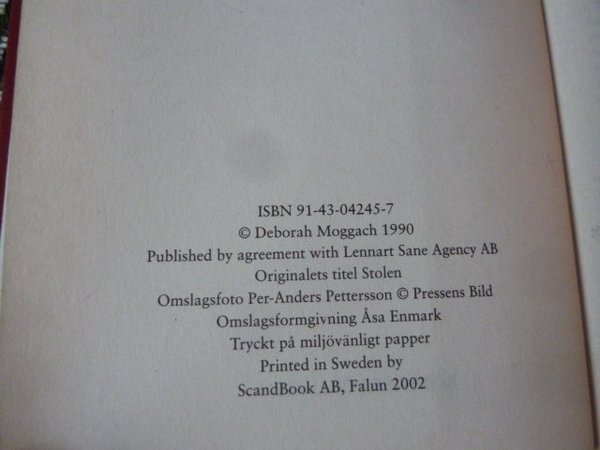 ISBN 91-43-04245-7
© Deborah Moggach 1990
Published by agreement with Lennart Sane Agency AB
Originalets titel Stolen
Omslagsfoto Per-Anders Pettersson © Pressens Bild
Omslagsformgivning Åsa Enmark
Tryckt på miljövänligt papper
Printed in Sweden by
ScandBook AB, Falun 2002